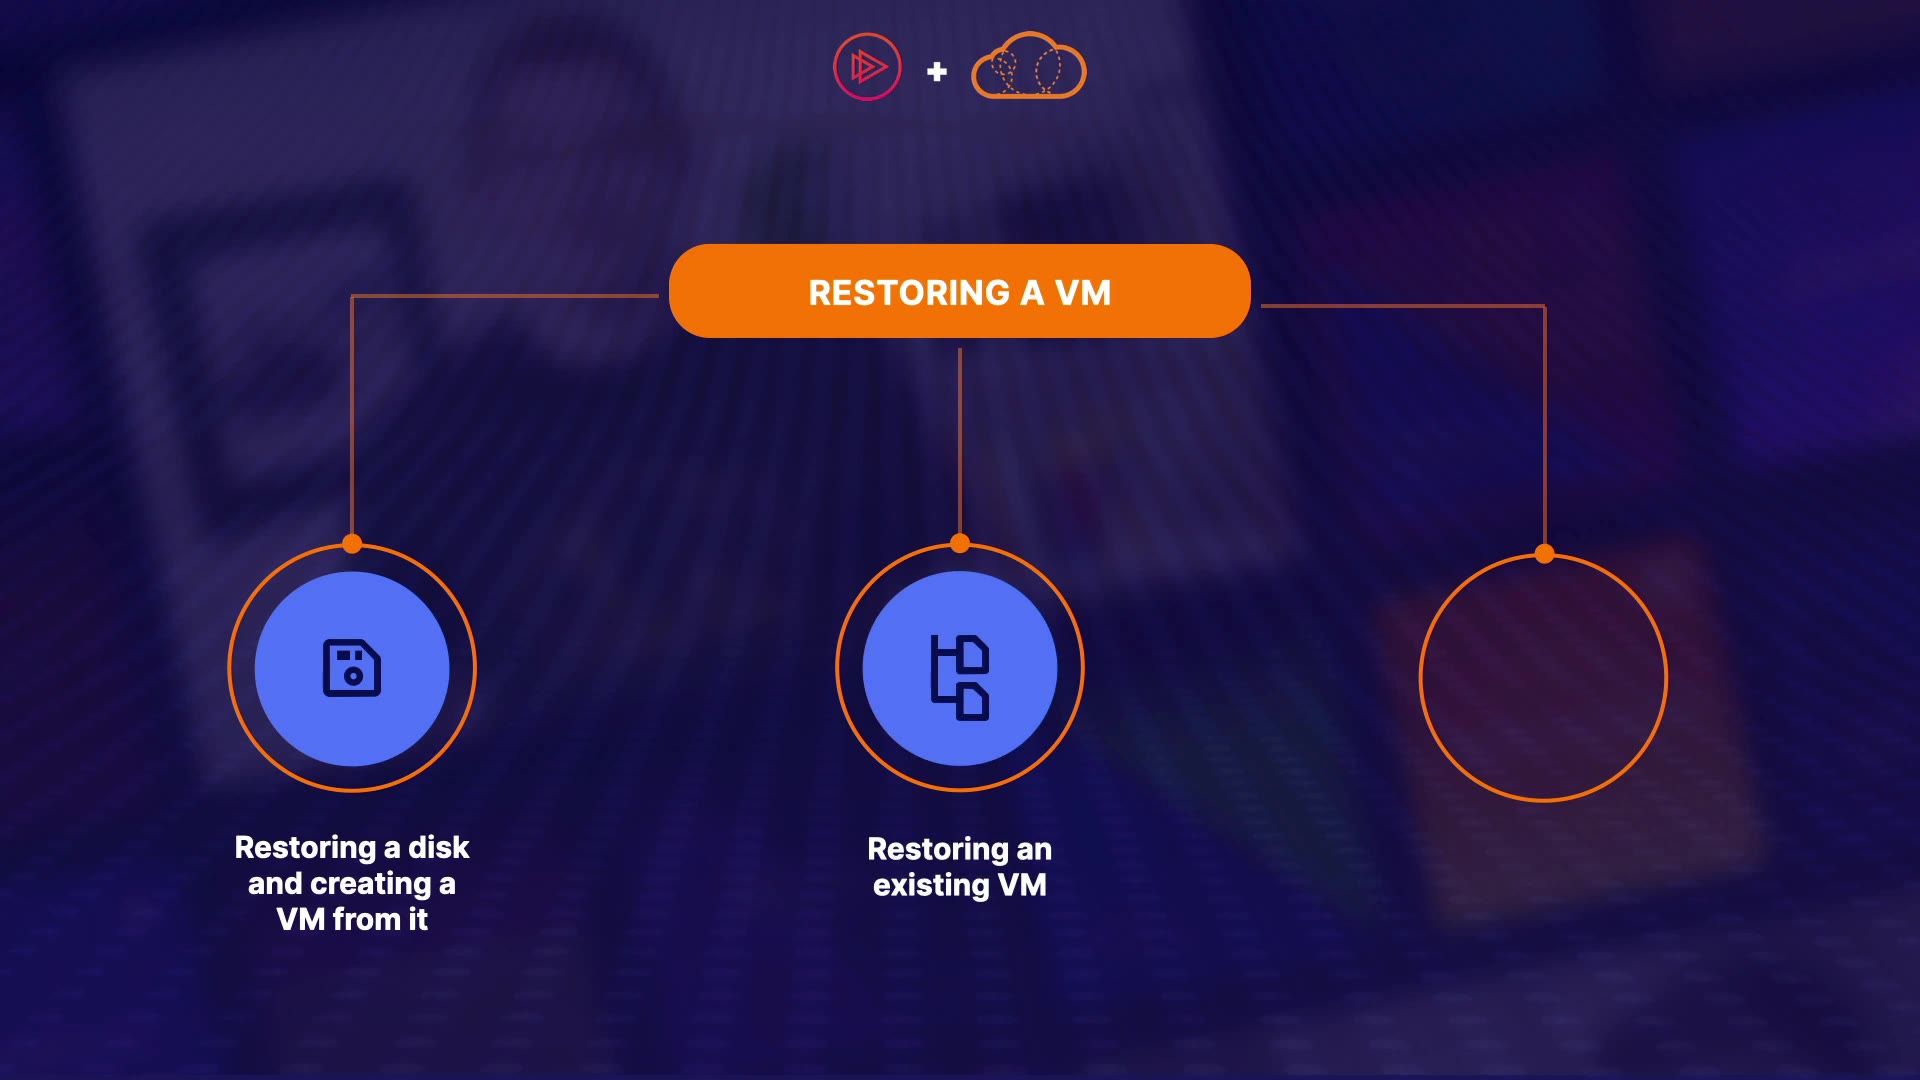 RESTORING A VM
Restoring a disk
and creating a
VM from it
Restoring an
existing VM